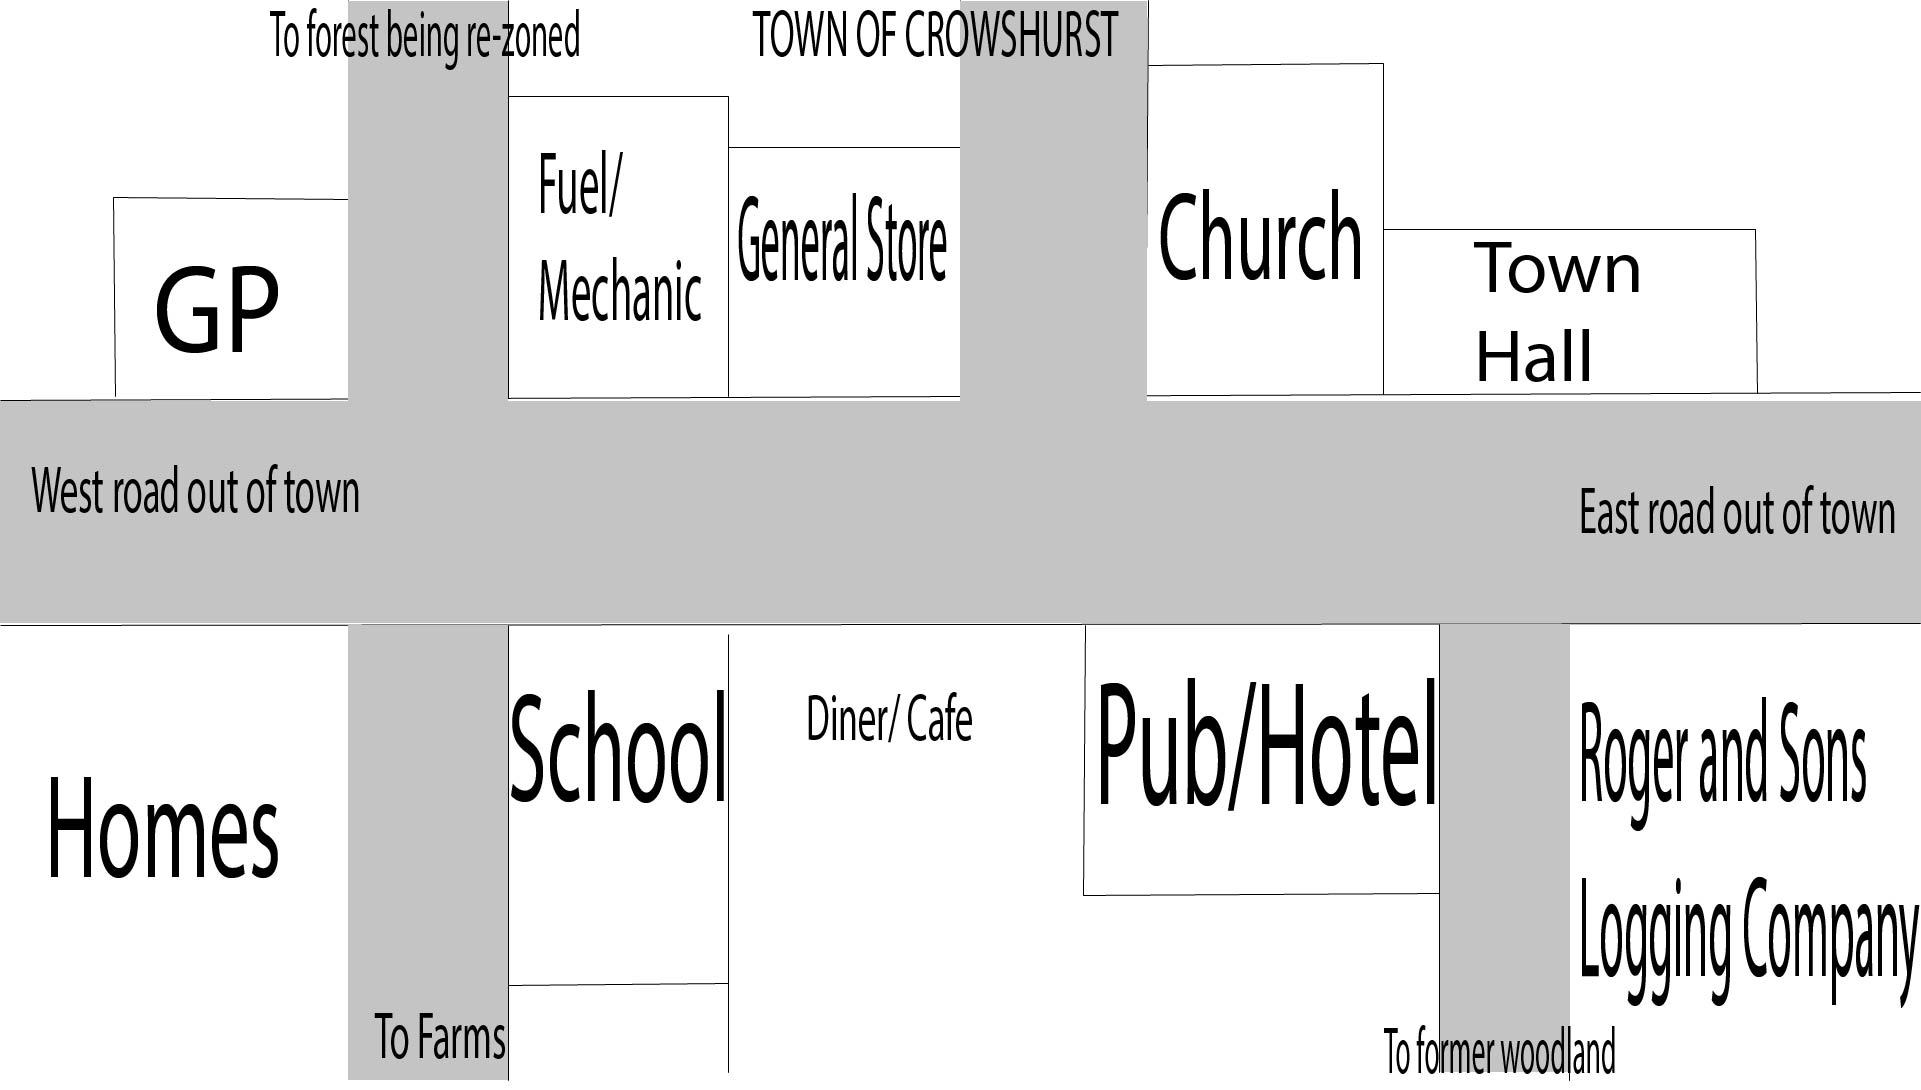 To forest being re-zoned
TOWN OF CROWSHURST
GP
Fuel/
Mechanic
General Store
Church
Town
Hall
West road out of town
East road out of town
Homes
School
Diner/ Cafe
Pub/Hotel
Roger and Sons
Logging Company
To Farms
To former woodland